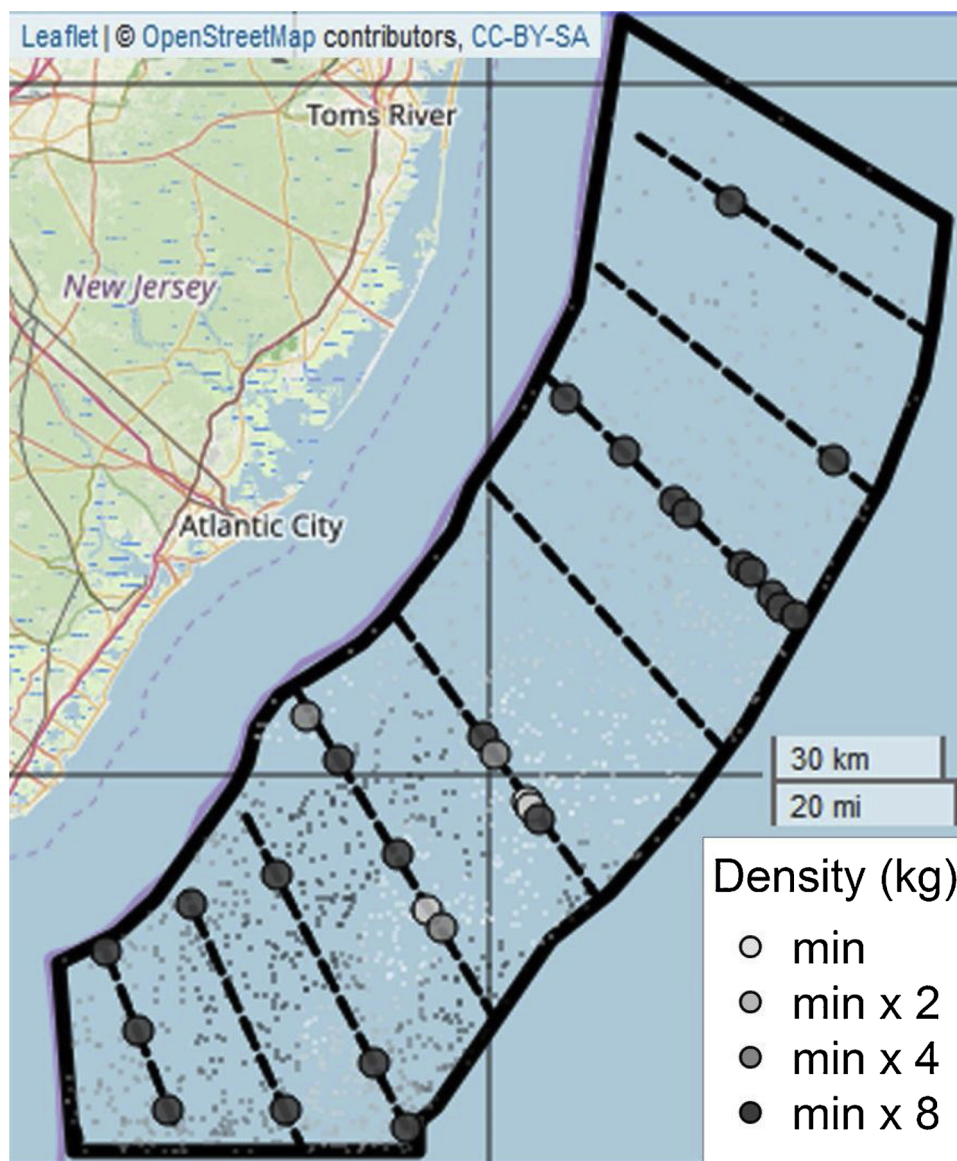 Leaflet | © OpenStreetMap contributors, CC-BY-SA
Toms River
New Jersey
Atlantic City
30 km
20 mi
Density (kg)
min
min x 2
min x 4
min x 8